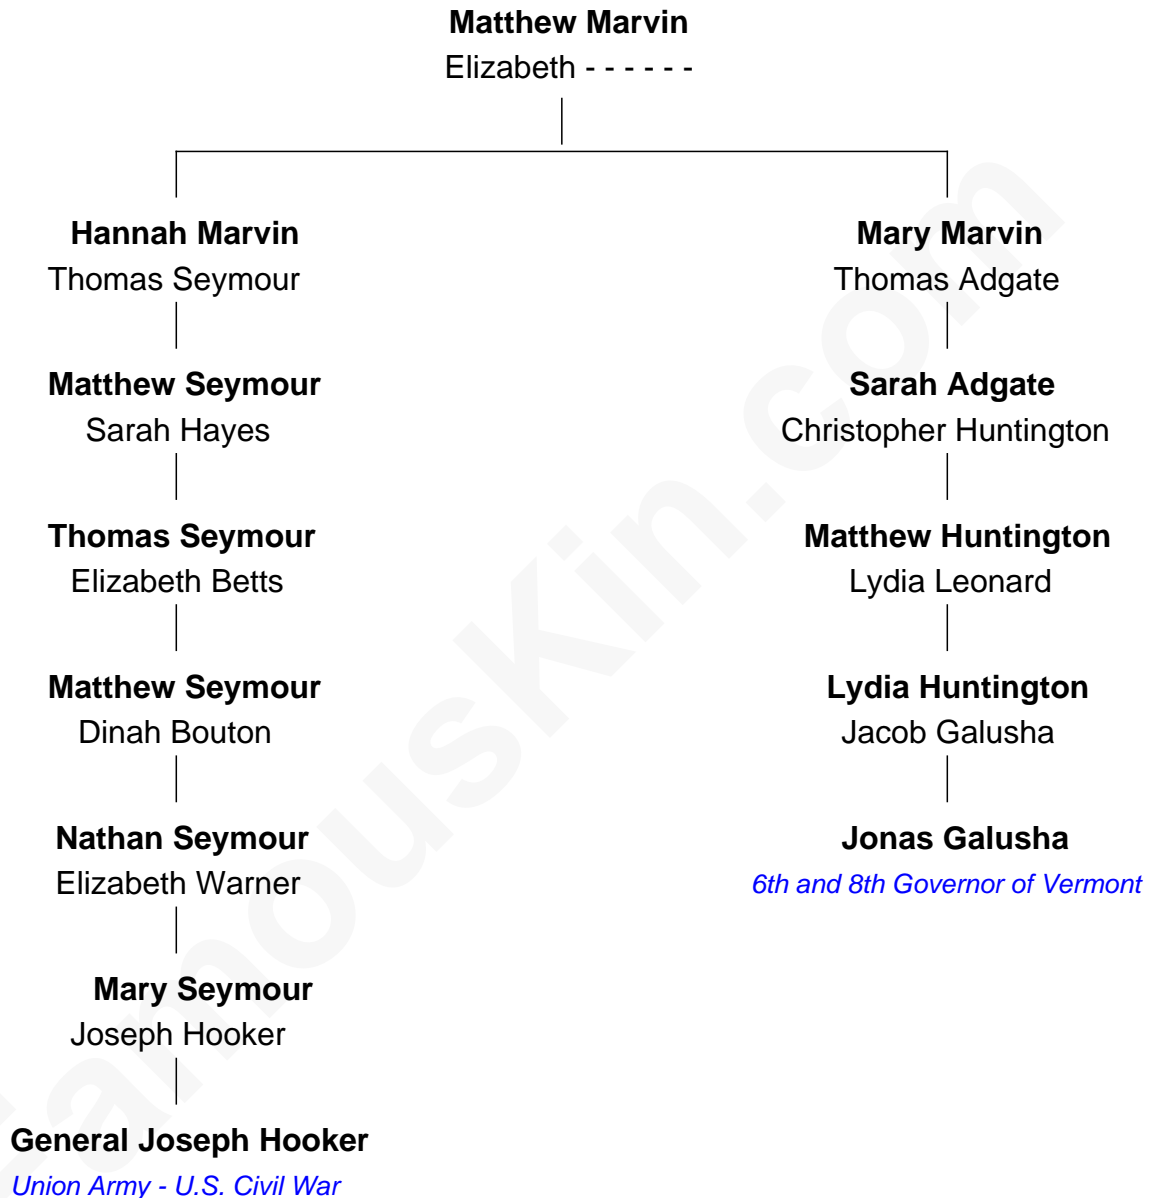 Matthew Marvin
Elizabeth - - - - - -
Hannah Marvin
Thomas Seymour
Matthew Seymour
Sarah Hayes
Thomas Seymour
Elizabeth Betts
Matthew Seymour
Dinah Bouton
Nathan Seymour
Elizabeth Warner
Mary Seymour
Joseph Hooker
General Joseph Hooker
Union Army - U.S. Civil War
Mary Marvin
Thomas Adgate
Sarah Adgate
Christopher Huntington
Matthew Huntington
Lydia Leonard
Lydia Huntington
Jacob Galusha
Jonas Galusha
6th and 8th Governor of Vermont
FamousKin.com